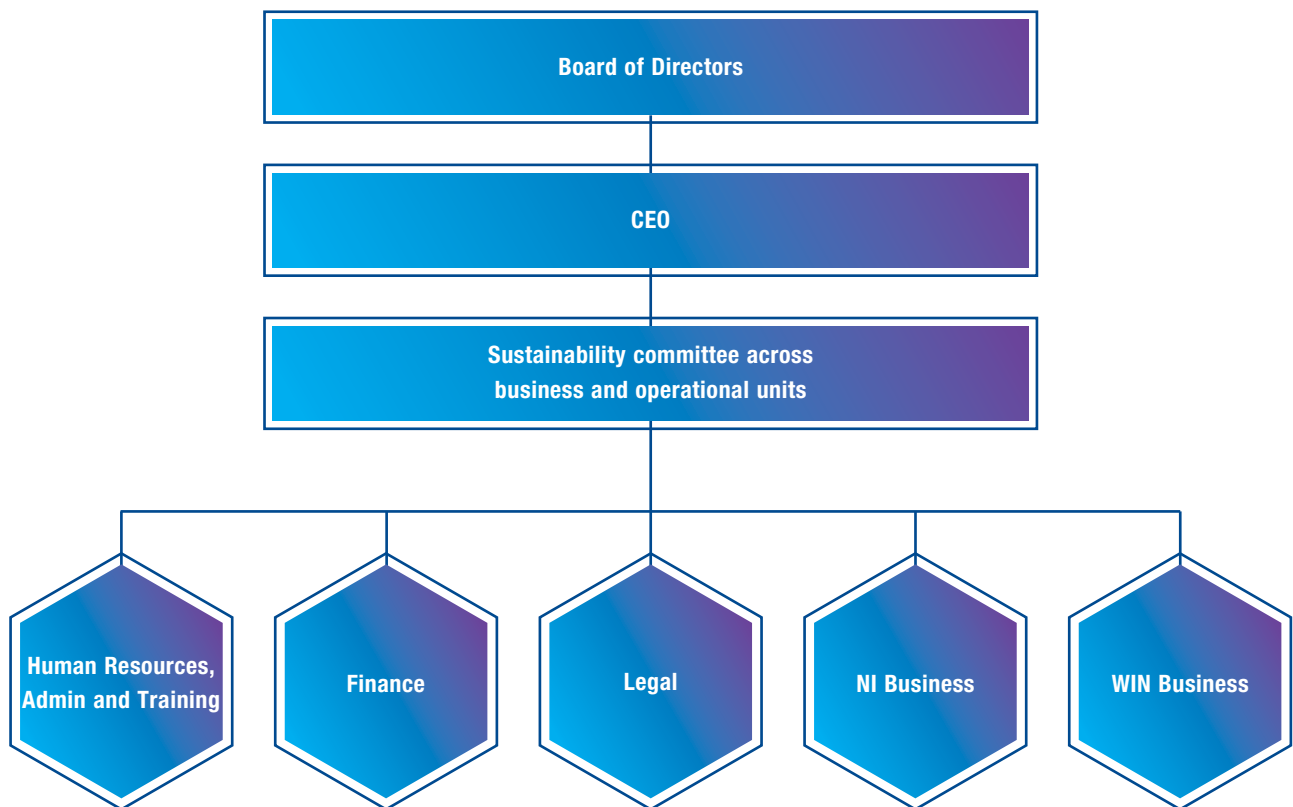 Board of Directors
CEO
Sustainability committee across
business and operational units
Human Resources,
Admin and Training
Finance
Legal
NI Business
WIN Business